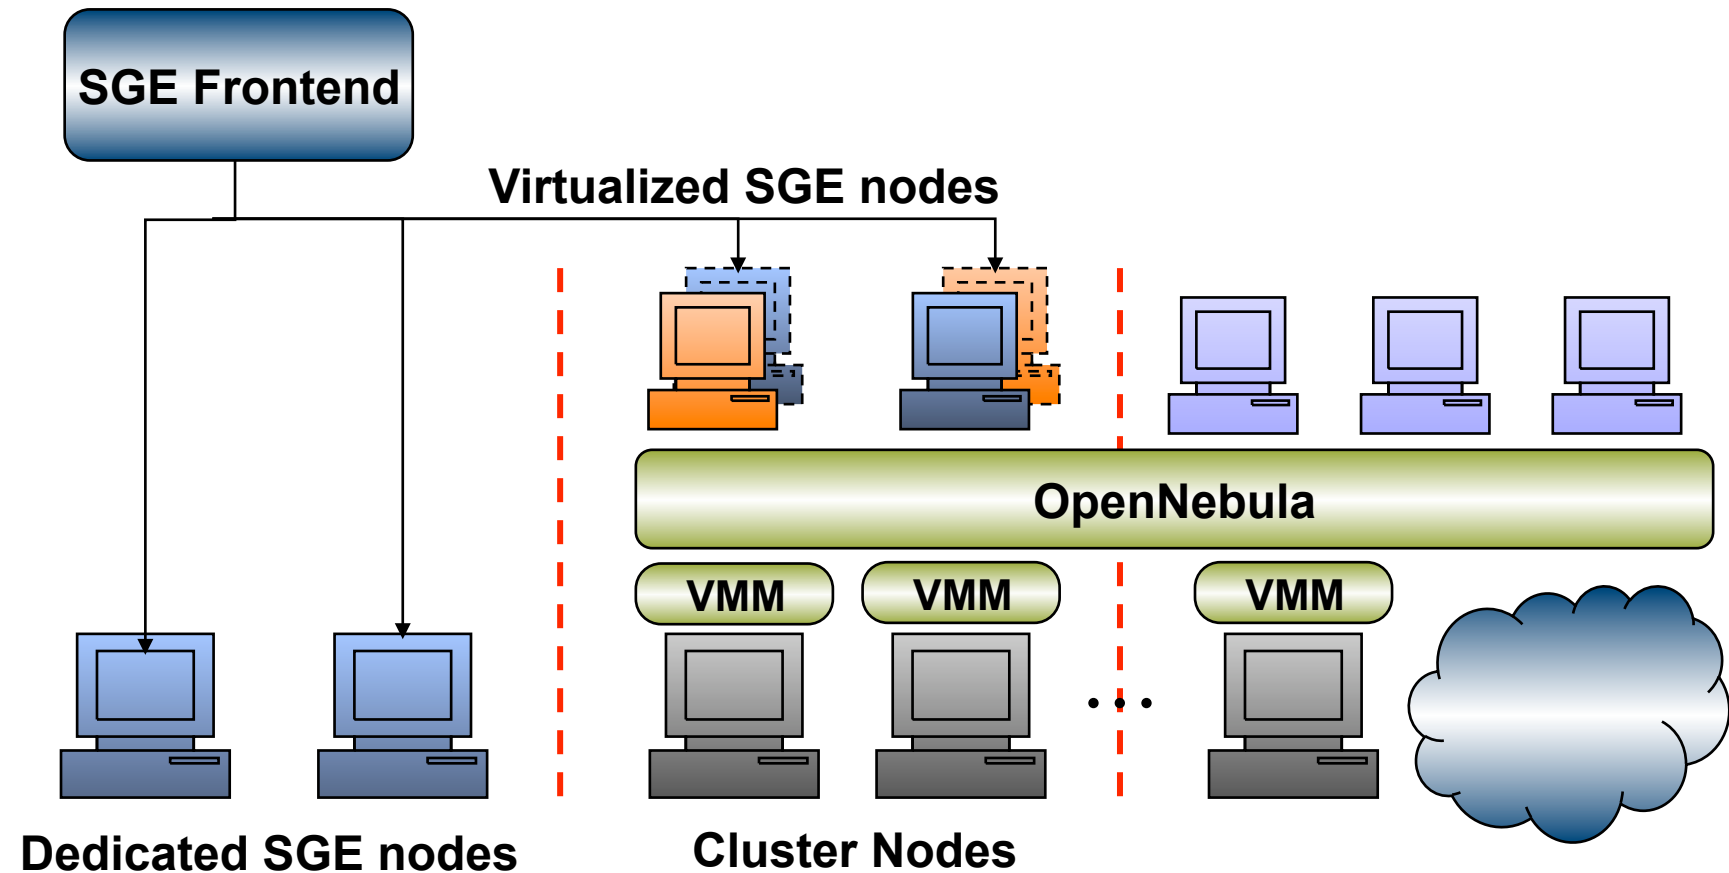 SGE Frontend
Virtualized SGE nodes
OpenNebula
VMM
VMM
VMM
...
Dedicated SGE nodes
Cluster Nodes